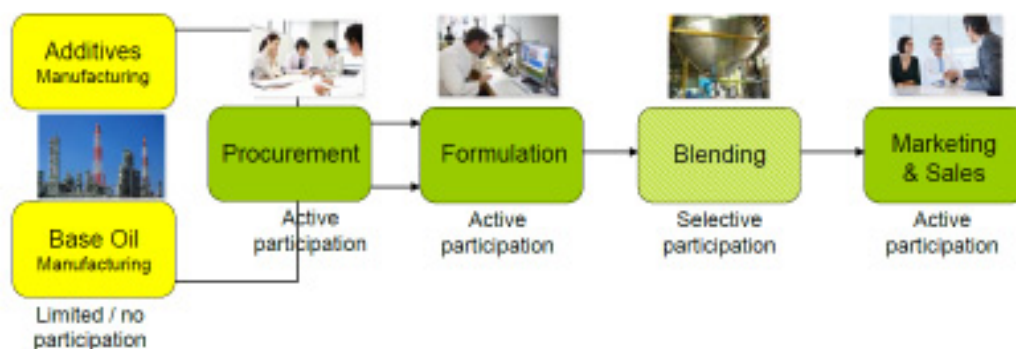 Additives
Manufacturing
Base Oil
Manufacturing
Limited / no
participation
Procurement
Active
participation
Formulation
Active
participation
Blending
Selective
participation
Marketing
& Sales
Active
participation